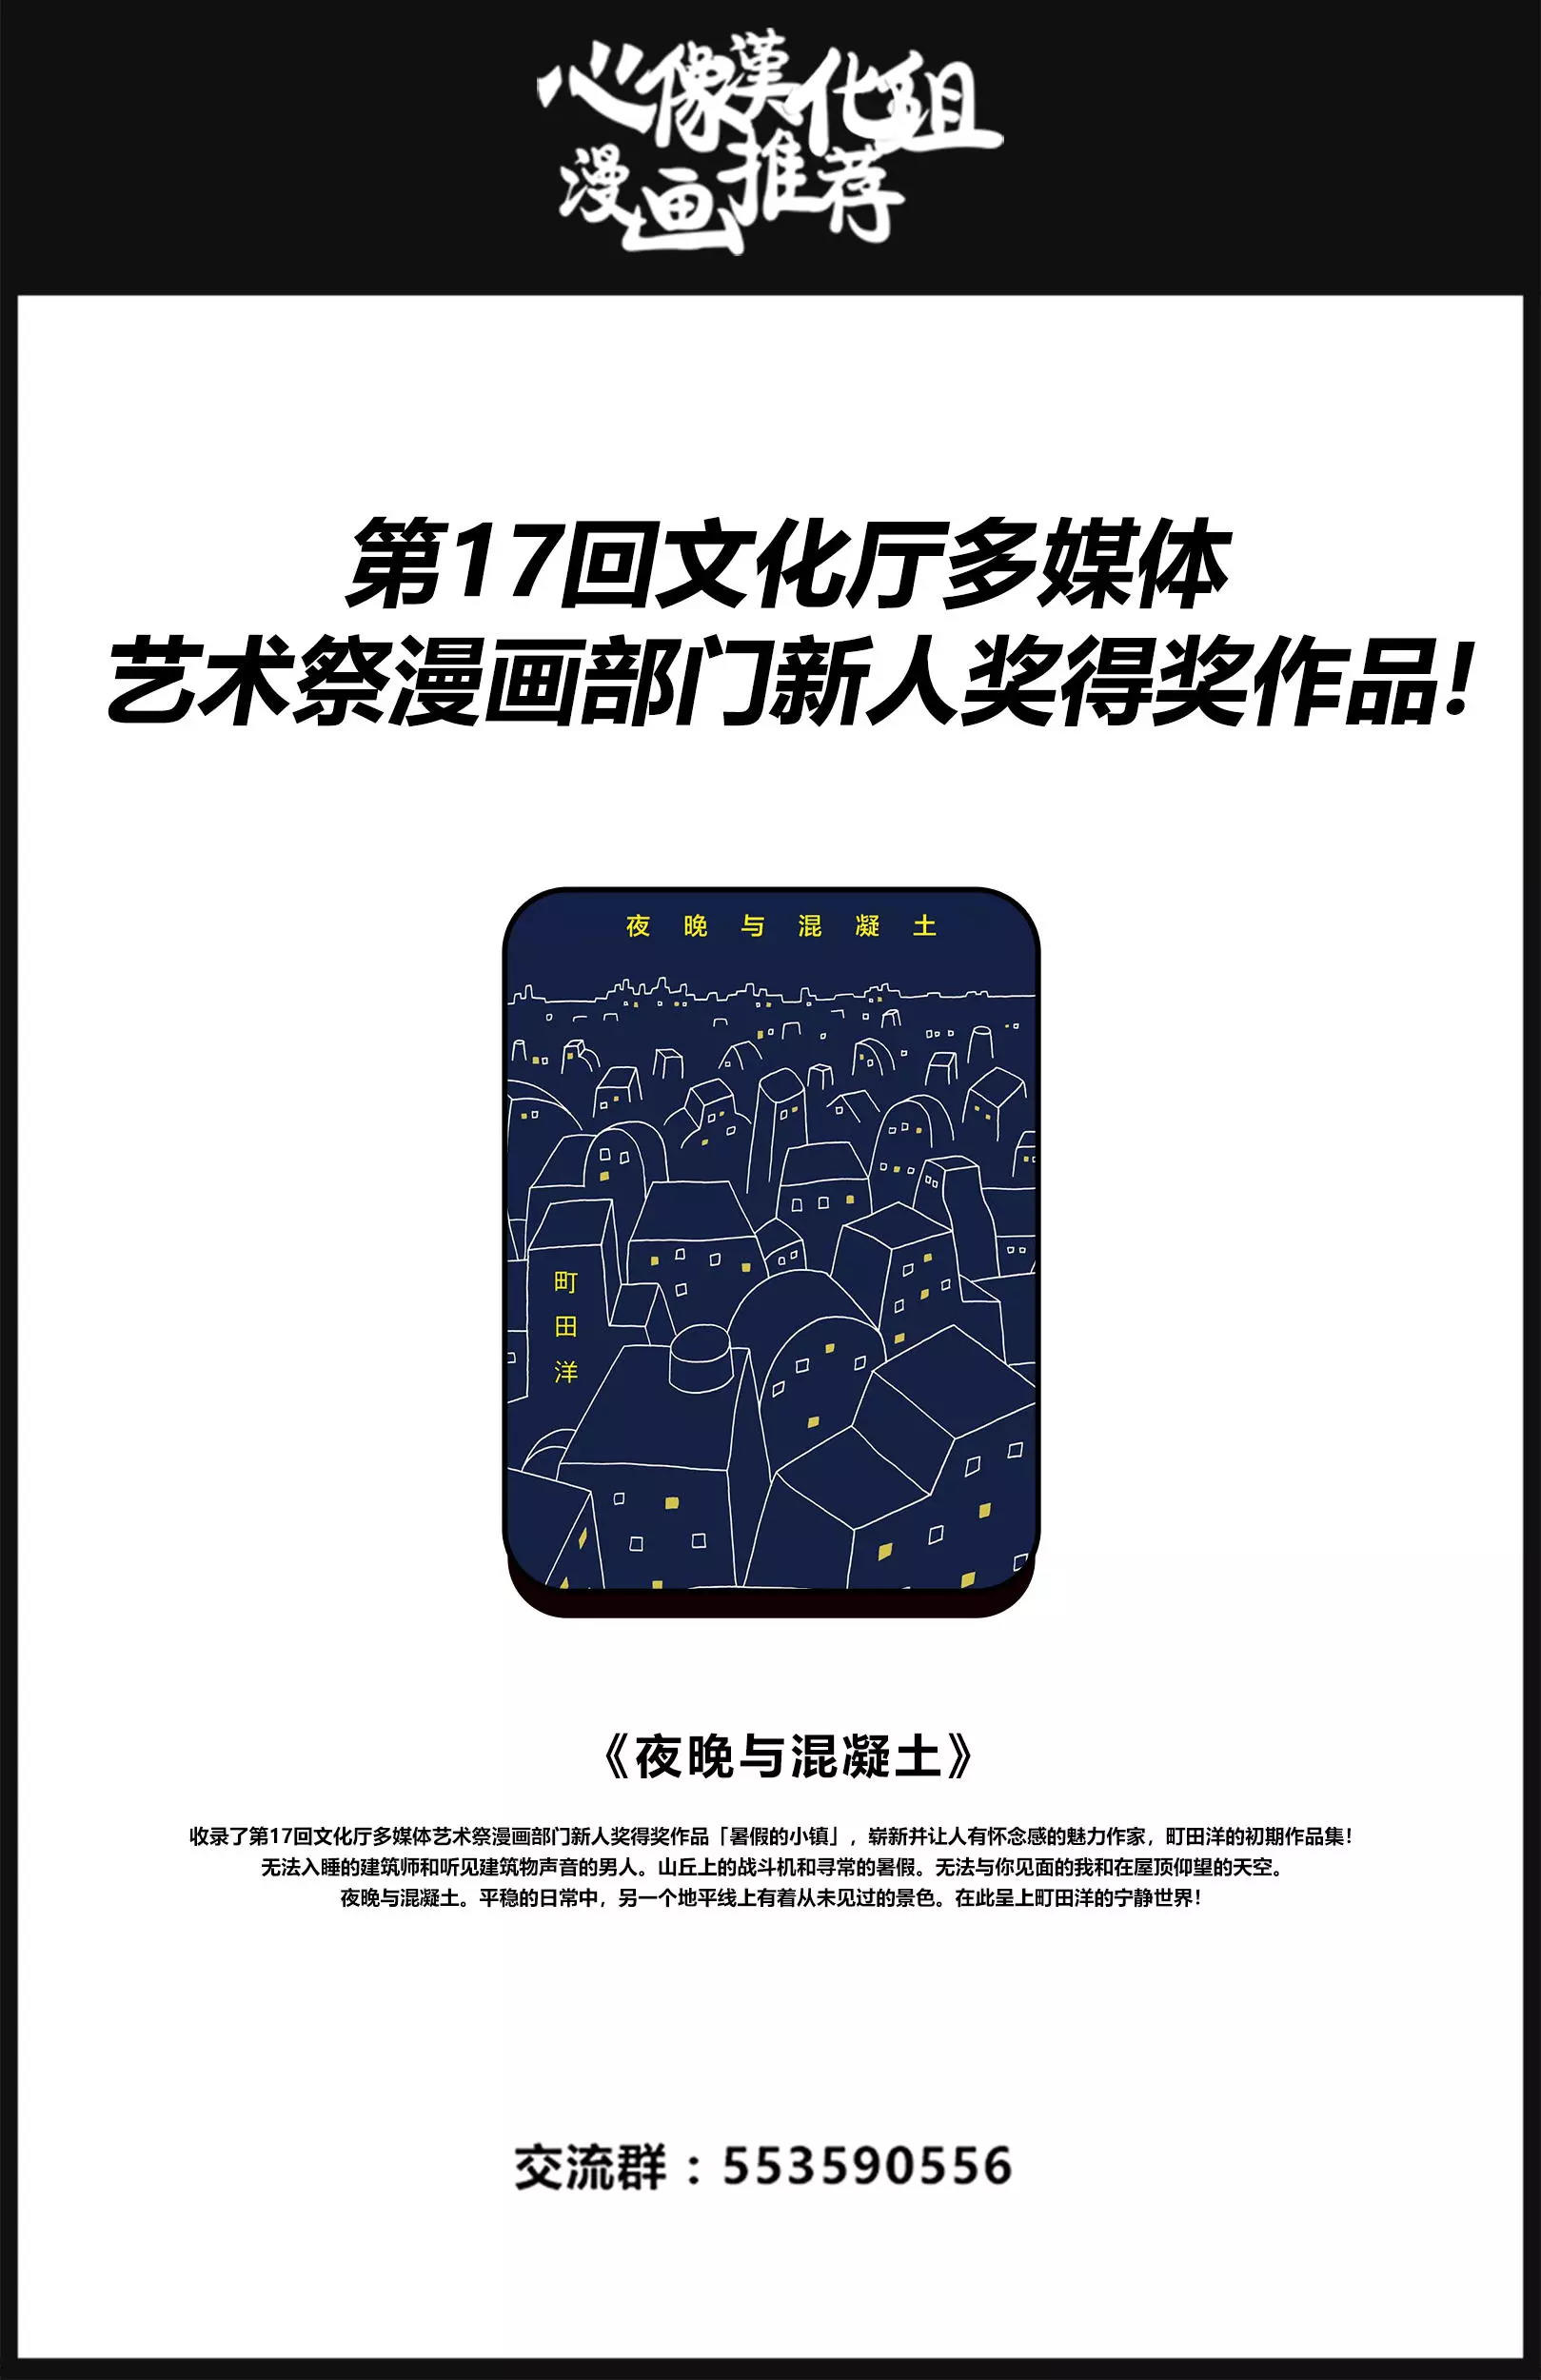 心像漢化组
漫画推荐
第17回文化厅多媒体
艺术祭漫画部门新人奖得奖作品！
夜晚与混凝土
町田洋
《夜晚与混凝土》
收录了第17回文化厅多媒体艺术祭漫画部门新人奖得奖作品「暑假的小镇」，崭新并让人有怀念感的魅力作家，町田洋的初期作品集！
无法入睡的建筑师和听见建筑物声音的男人。山丘上的战斗机和寻常的暑假。无法与你见面的我和在屋顶仰望的天空。
夜晚与混凝土。平稳的日常中，另一个地平线上有着从未见过的景色。在此呈上町田洋的宁静世界！
交流群：553590556